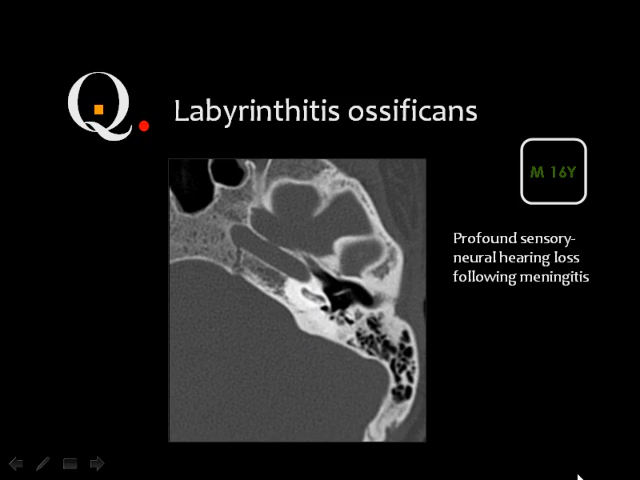 Q.
Labyrinthitis ossificans
M 16Y
Profound sensory-
neural hearing loss
following meningitis